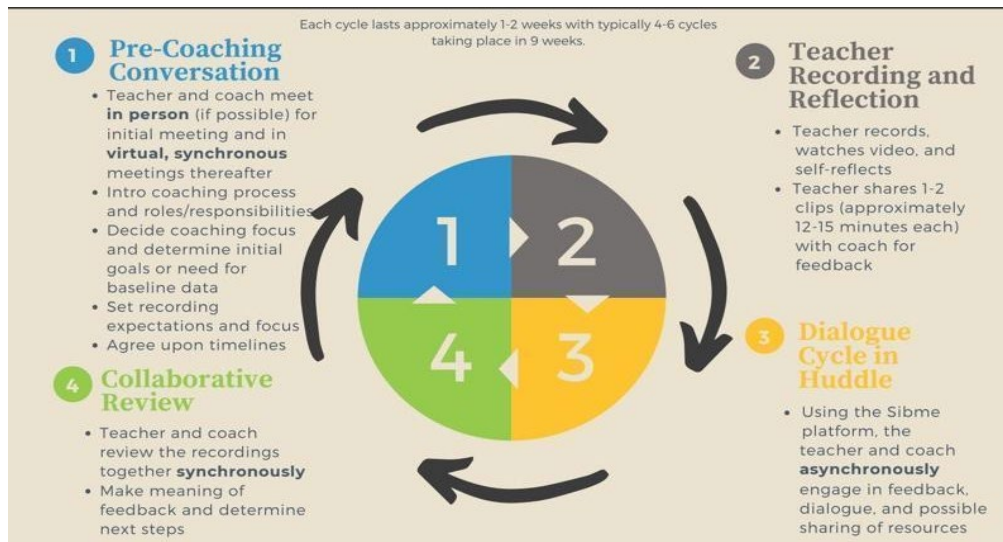 Each cycle lasts approximately 1-2 weeks with typically 4-6 cycles
taking place in 9 weeks.
1
Pre-Coaching
Conversation
• Teacher and coach meet
in person (if possible) for
initial meeting and in
virtual, synchronous
meetings thereafter
• Intro coaching process
and roles/responsibilities
• Decide coaching focus
and determine initial
goals or need for
baseline data
• Set recording
expectations and focus
• Agree upon timelines
2
Teacher
Recording and
Reflection
• Teacher records,
watches video, and
self-reflects
• Teacher shares 1-2
clips (approximately
12-15 minutes each)
with coach for
feedback
1
2
4
3
3
Dialogue
Cycle in
Huddle
• Using the Sibme
platform, the
teacher and coach
asynchronously
engage in feedback,
dialogue, and possible
sharing of resources
4
Collaborative
Review
• Teacher and coach
review the recordings
together synchronously
• Make meaning of
feedback and determine
next steps